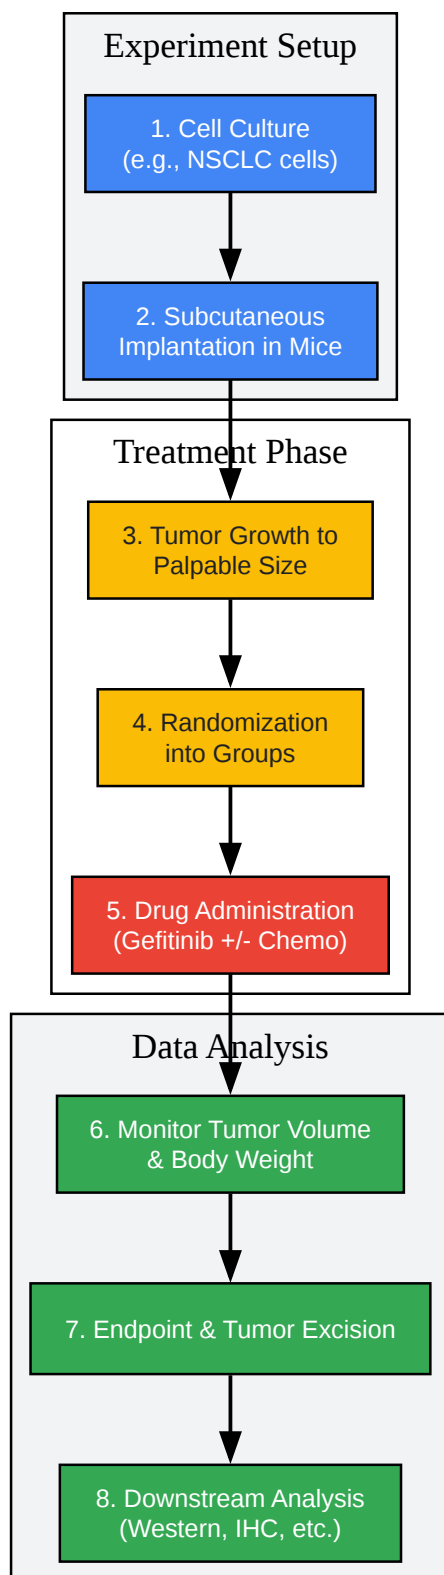 Experiment Setup
1. Cell Culture
(e.g., NSCLC cells)
2. Subcutaneous
Implantation in Mice
Treatment Phase
3. Tumor Growth to
Palpable Size
4. Randomization
into Groups
5. Drug Administration
(Gefitinib +/- Chemo)
Data Analysis
6. Monitor Tumor Volume
& Body Weight
7. Endpoint & Tumor Excision
8. Downstream Analysis
(Western, IHC, etc.)